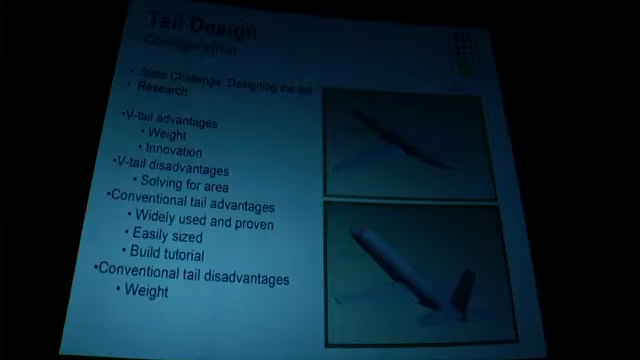 Tail Design
Configuration
• State Challenge: Designing the tail
• Research
•V-tail advantages
• Weight
• Innovation
•V-tail disadvantages
• Solving for area
•Conventional tail advantages
• Widely used and proven
• Easily sized
• Build tutorial
•Conventional tail disadvantages
• Weight